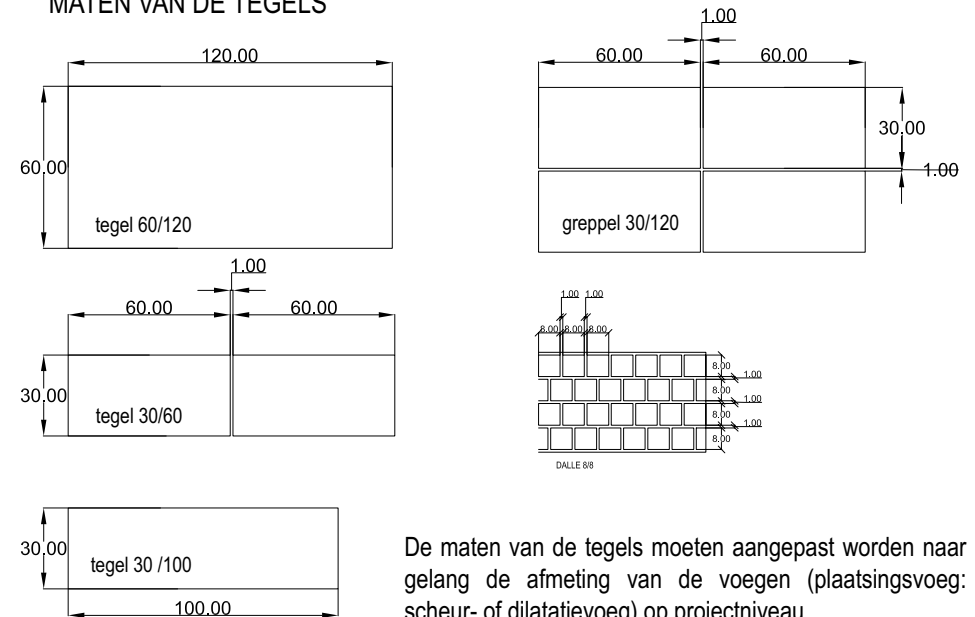 MATEN VAN DE TEGELS
120.00
60.00
tegel 60/120
1.00
60.00 60.00
30.00
1.00
greppel 30/120
1.00
60.00 60.00
30.00
tegel 30/60
1.00 1.00
8.00 8.00 8.00
8.00
1.00
8.00
1.00
8.00
1.00
8.00
DALLE 8/8
30.00
tegel 30 /100
100.00
De maten van de tegels moeten aangepast worden naar
gelang de afmeting van de voegen (plaatsingsvoeg:
scheur- of dilatatievoeg) op projectniveau